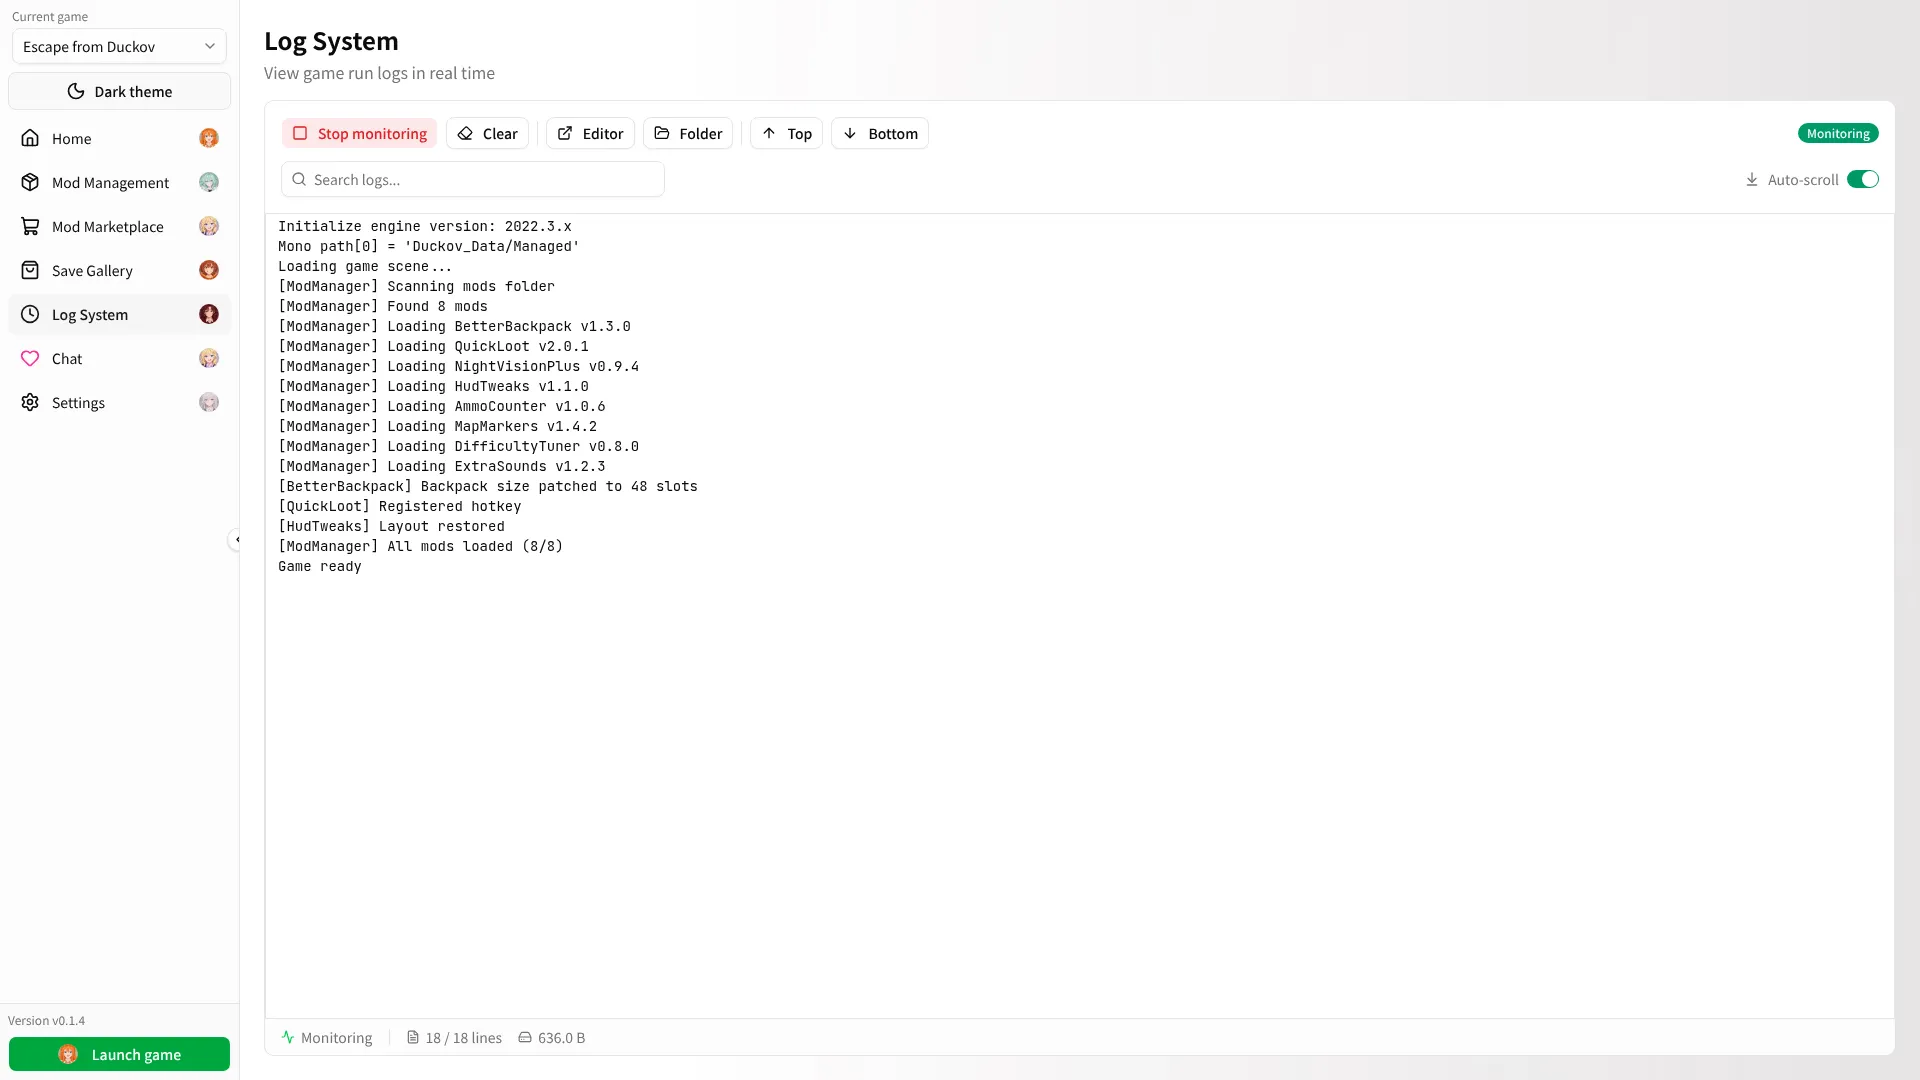 Current game
Escape from Duckov
Dark theme
Home
Mod Management
Mod Marketplace
Save Gallery
Log System
Chat
Settings
Version v0.1.4
Launch game
Log System
View game run logs in real time
Stop monitoring
Clear
Editor
Folder
Top
Bottom
Monitoring
Search logs...
Auto-scroll
Initialize engine version: 2022.3.x
Mono path[0] = 'Duckov_Data/Managed'
Loading game scene...
[ModManager] Scanning mods folder
[ModManager] Found 8 mods
[ModManager] Loading BetterBackpack v1.3.0
[ModManager] Loading QuickLoot v2.0.1
[ModManager] Loading NightVisionPlus v0.9.4
[ModManager] Loading HudTweaks v1.1.0
[ModManager] Loading AmmoCounter v1.0.6
[ModManager] Loading MapMarkers v1.4.2
[ModManager] Loading DifficultyTuner v0.8.0
[ModManager] Loading ExtraSounds v1.2.3
[BetterBackpack] Backpack size patched to 48 slots
[QuickLoot] Registered hotkey
[HudTweaks] Layout restored
[ModManager] All mods loaded (8/8)
Game ready
Monitoring
18 / 18 lines
636.0 B